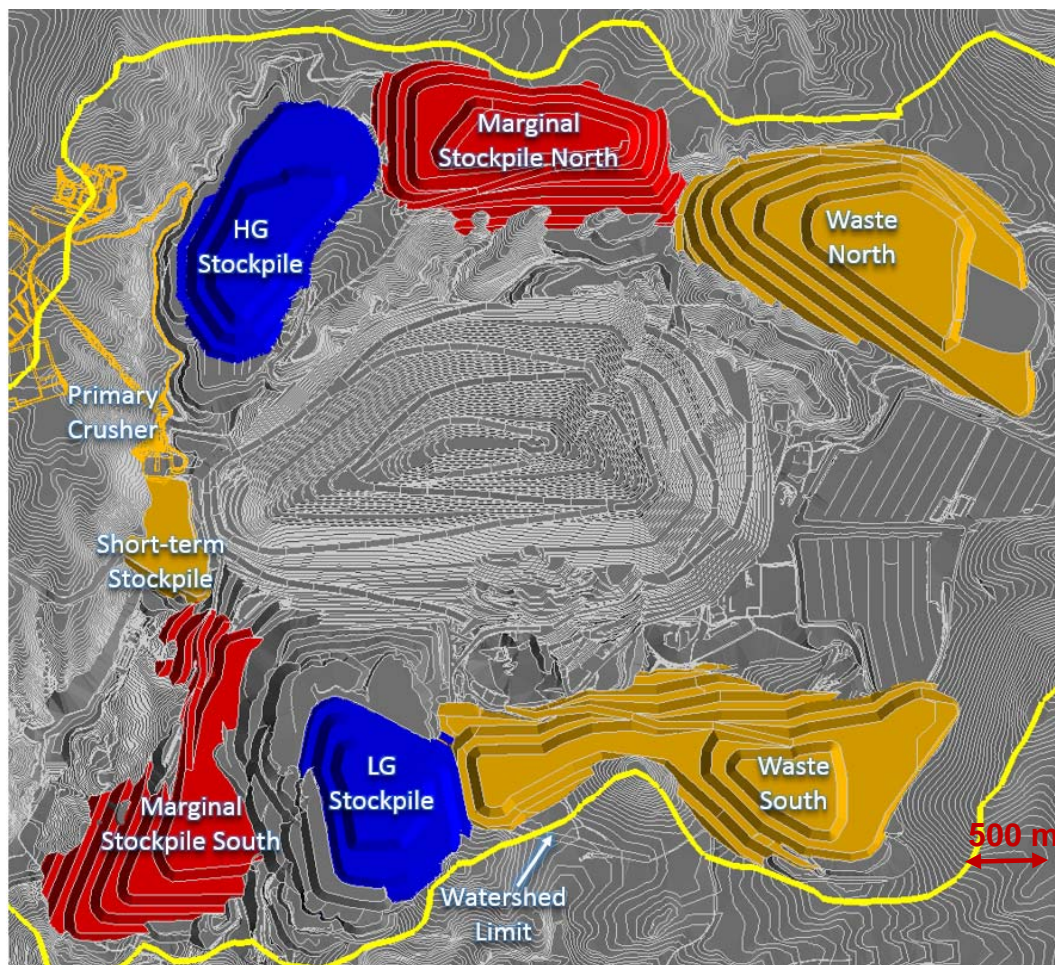 Marginal
Stockpile North
HG
Stockpile
Waste
North
Primary
Crusher
Short-term
Stockpile
LG
Stockpile
Waste
South
Marginal
Stockpile South
500 m
Watershed
Limit